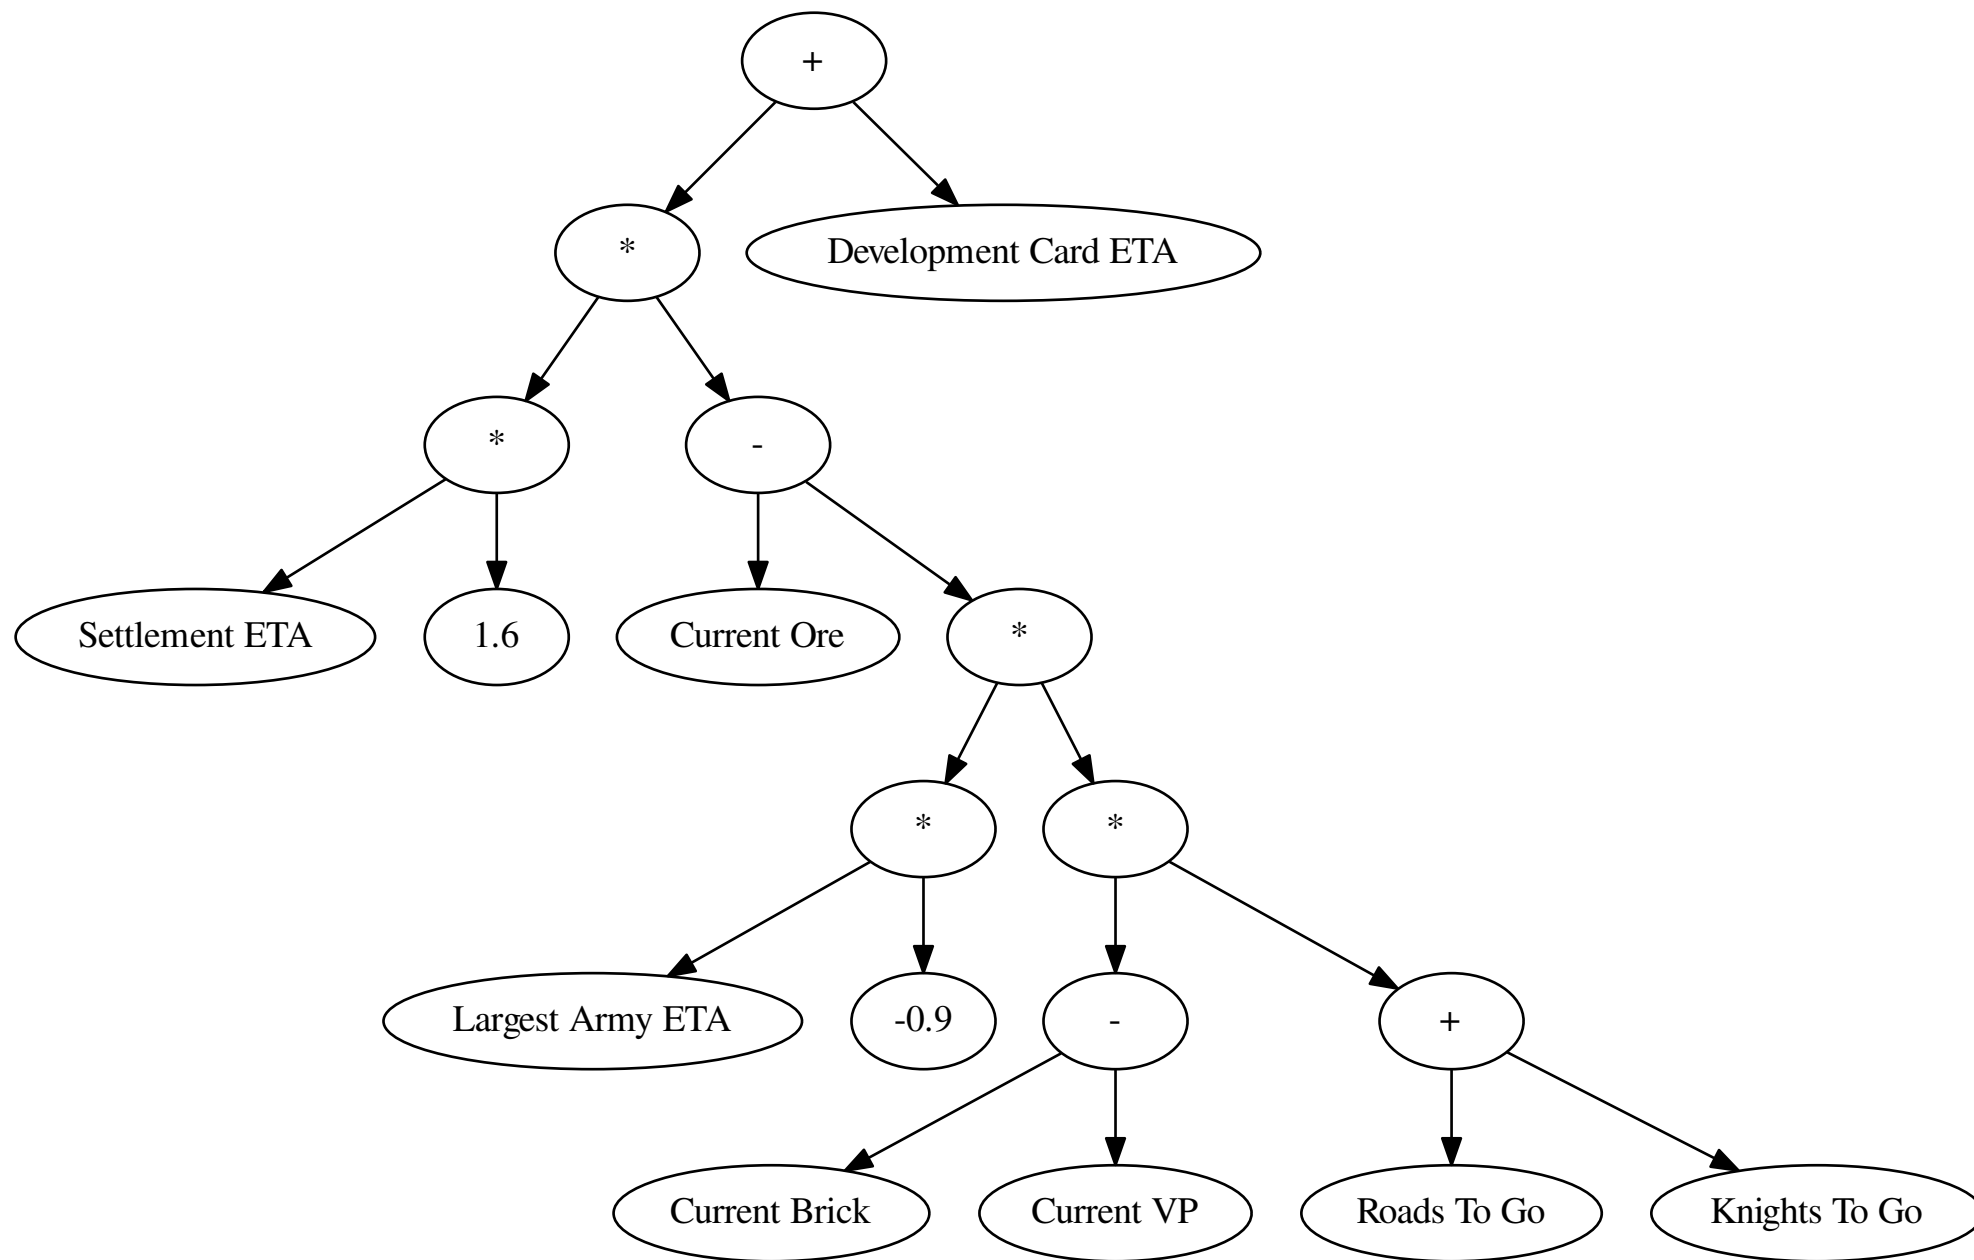 +
*
Development Card ETA
*
-
Settlement ETA
1.6
Current Ore
*
*
*
Largest Army ETA
-0.9
-
+
Current Brick
Current VP
Roads To Go
Knights To Go